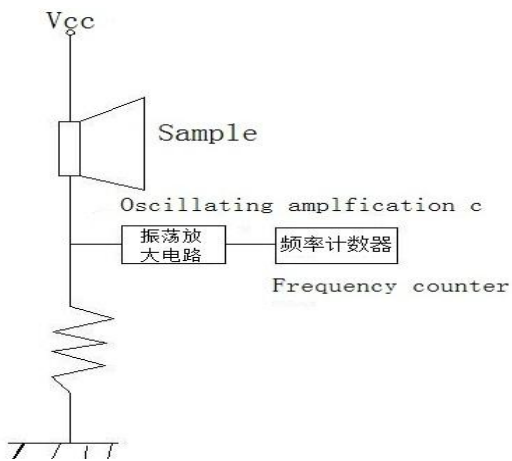 Vcc
Sample
Oscillating amplfication c
振荡放
大电路
频率计数器
Frequency counter